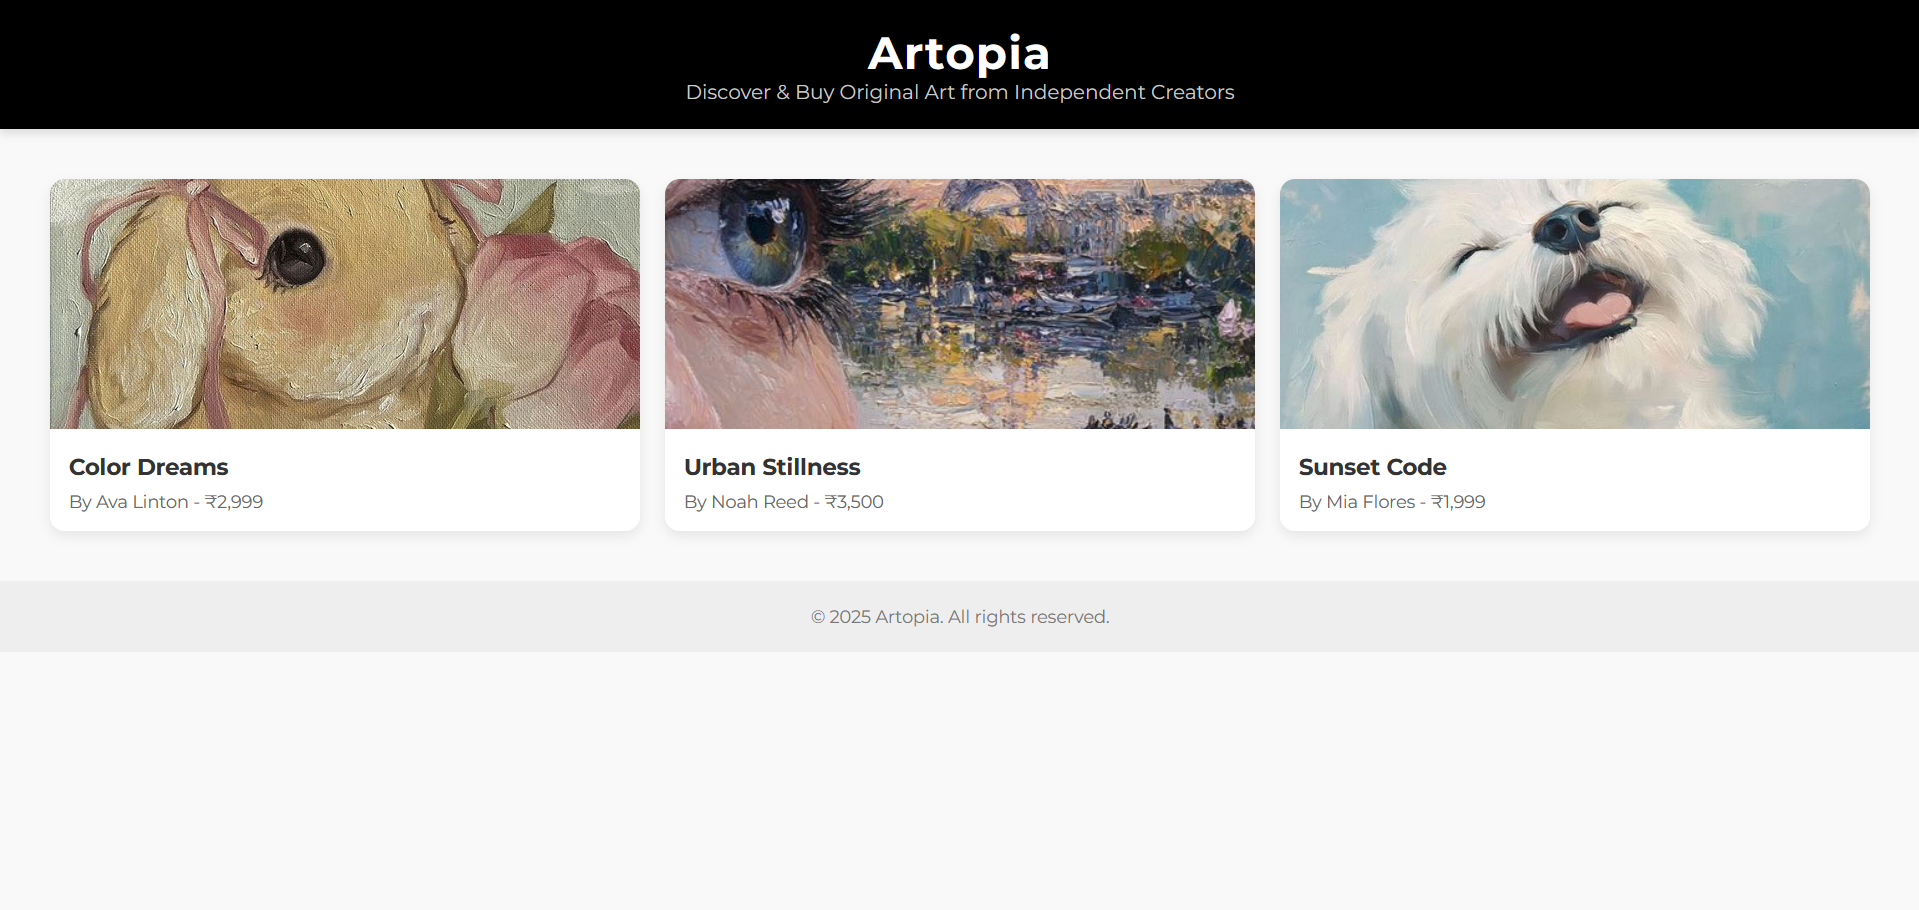 Artopia
Discover & Buy Original Art from Independent Creators
Color Dreams
By Ava Linton - ₹2,999
Urban Stillness
By Noah Reed - ₹3,500
Sunset Code
By Mia Flores - ₹1,999
© 2025 Artopia. All rights reserved.